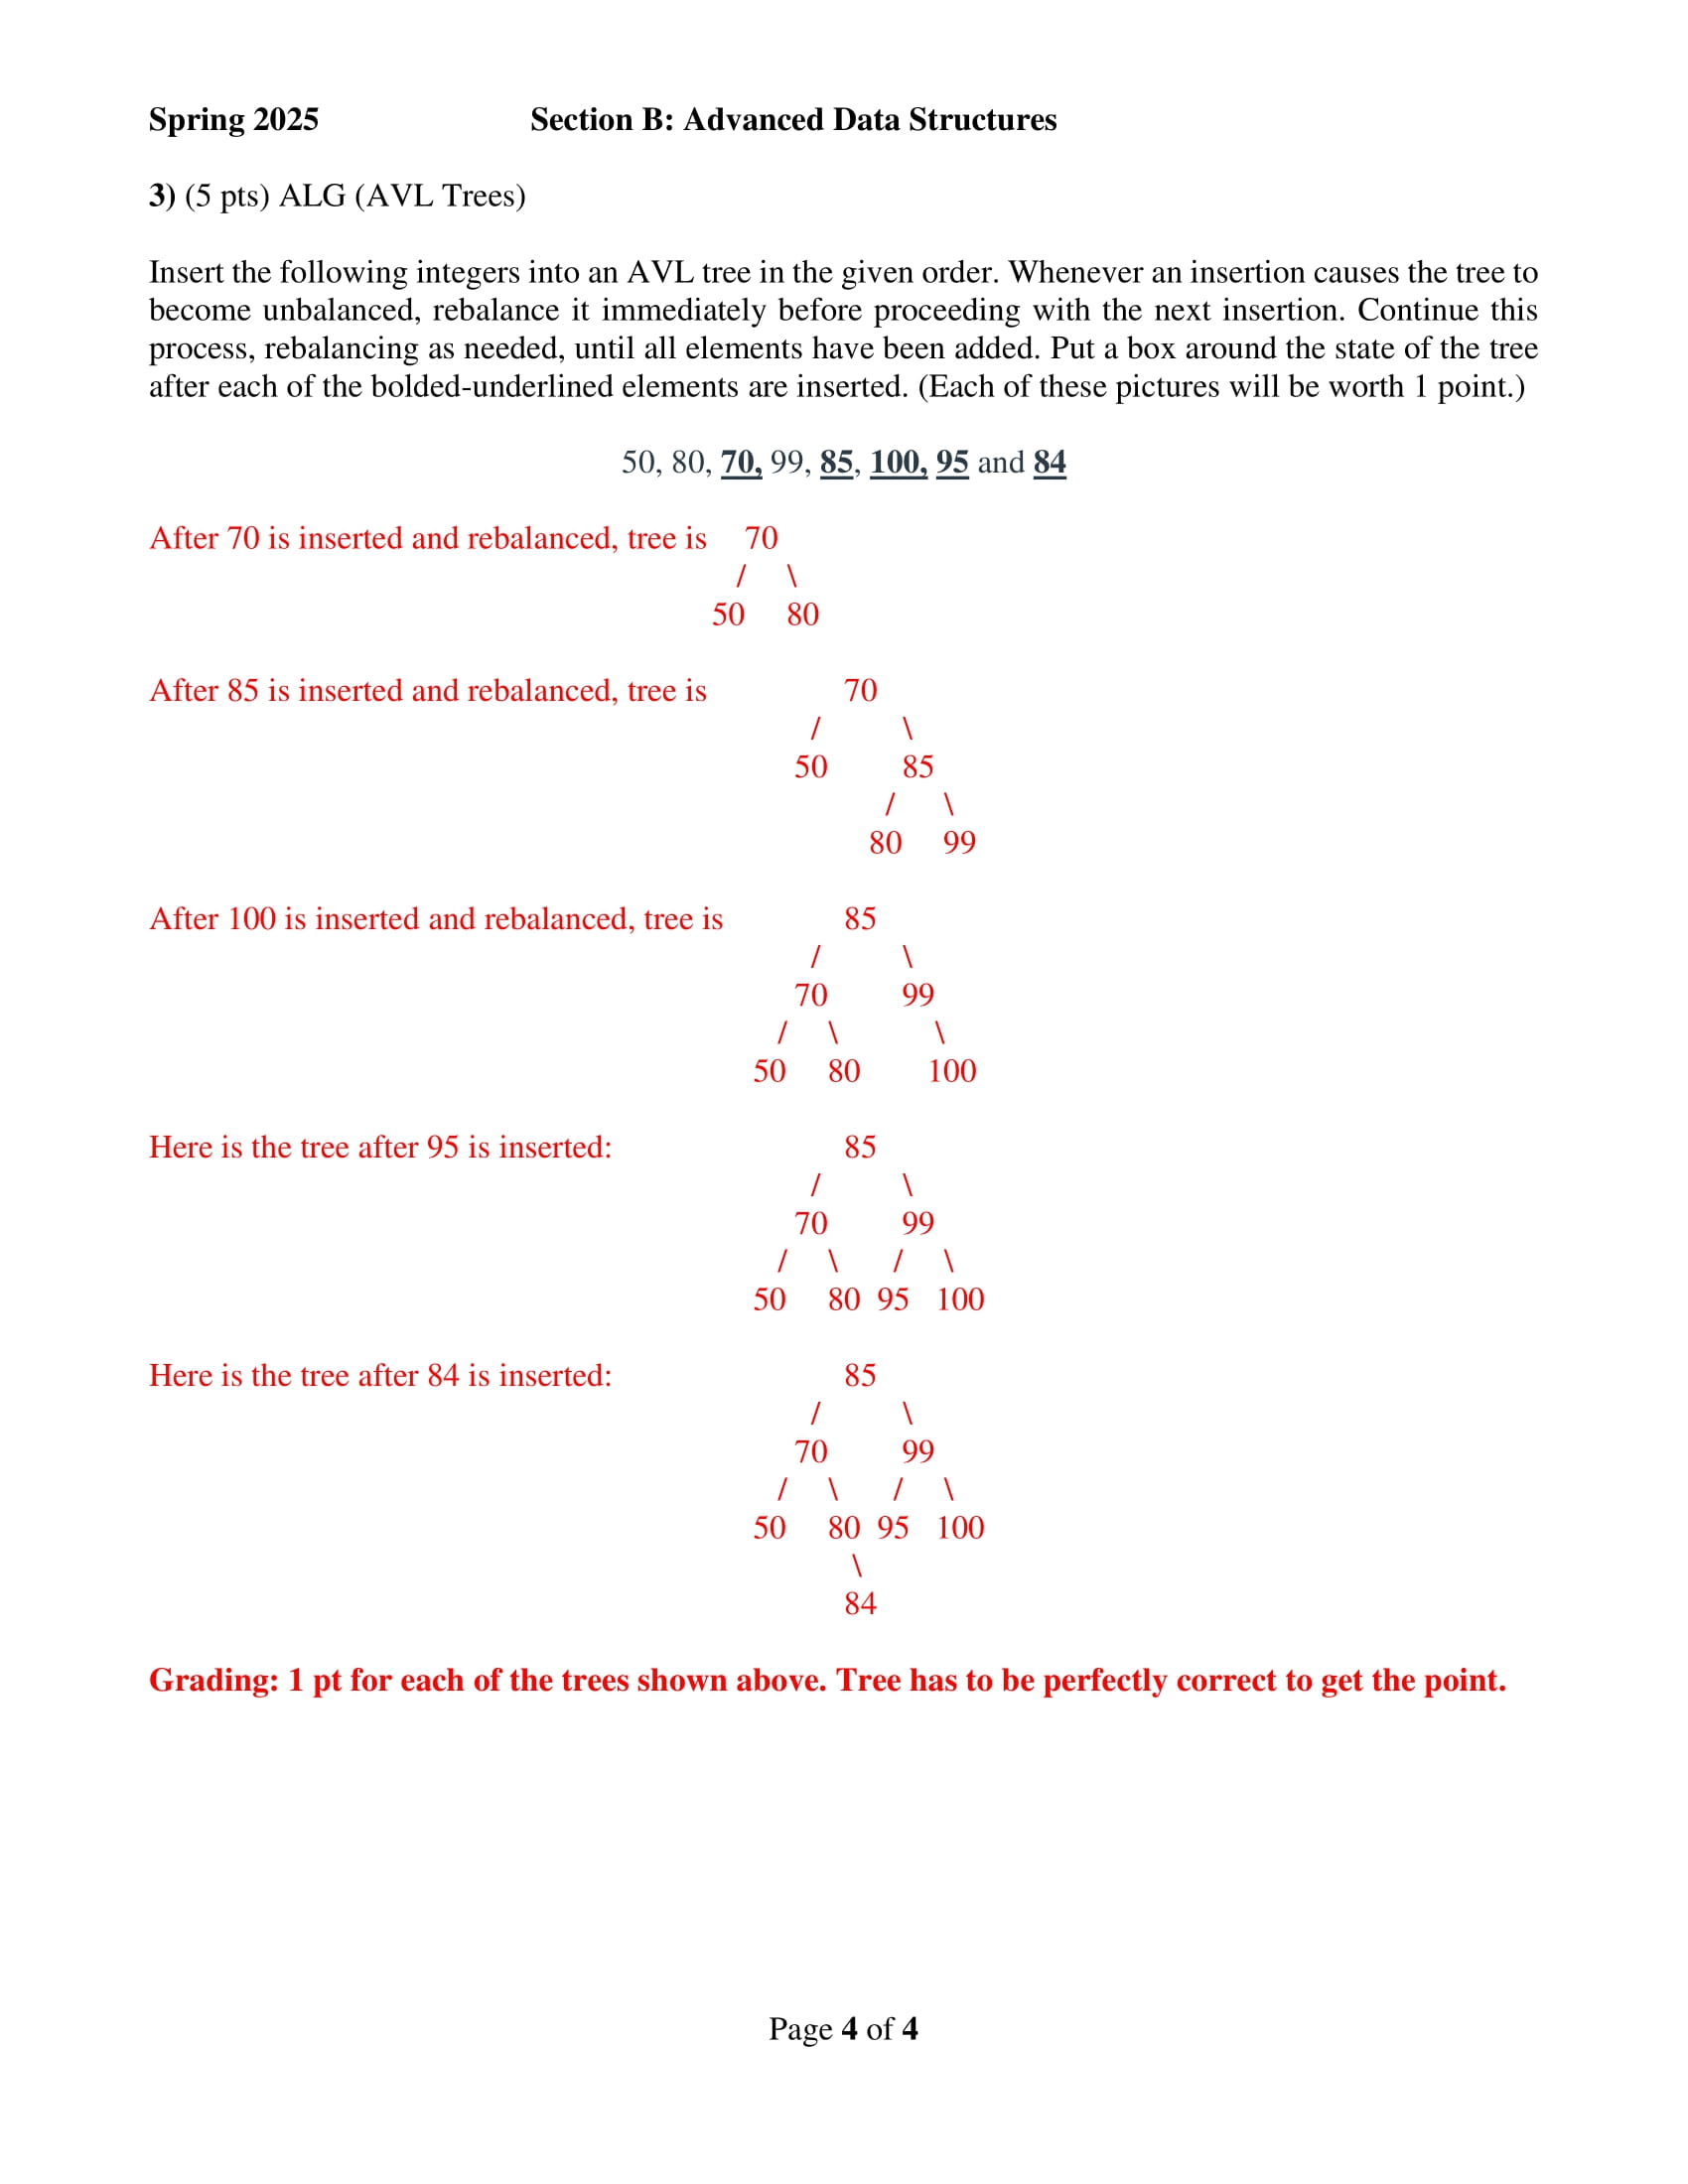 Spring 2025 Section B: Advanced Data Structures
3) (5 pts) ALG (AVL Trees)
Insert the following integers into an AVL tree in the given order. Whenever an insertion causes the tree to
become unbalanced, rebalance it immediately before proceeding with the next insertion. Continue this
process, rebalancing as needed, until all elements have been added. Put a box around the state of the tree
after each of the bolded-underlined elements are inserted. (Each of these pictures will be worth 1 point.)
50, 80, 70, 99, 85, 100, 95 and 84
After 70 is inserted and rebalanced, tree is 70
/ \
50 80
After 85 is inserted and rebalanced, tree is 70
/ \
50 85
/ \
80 99
After 100 is inserted and rebalanced, tree is 85
/ \
70 99
/ \ \
50 80 100
Here is the tree after 95 is inserted: 85
/ \
70 99
/ \ / \
50 80 95 100
Here is the tree after 84 is inserted: 85
/ \
70 99
/ \ / \
50 80 95 100
\
84
Grading: 1 pt for each of the trees shown above. Tree has to be perfectly correct to get the point.
Page 4 of 4